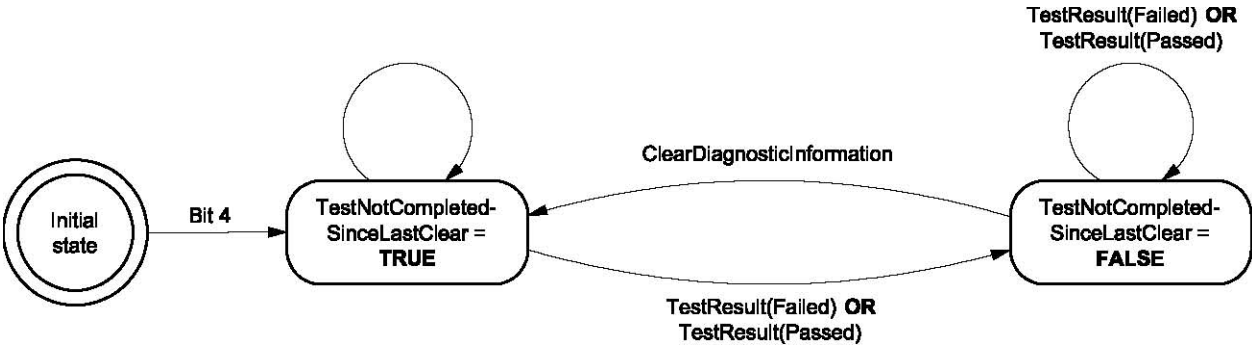 TestResult(Failed) OR
TestResult(Passed)
ClearDiagnosticInformation
Initial
state
Bit 4
TestNotCompleted-
SinceLastClear =
TRUE
TestNotCompleted-
SinceLastClear =
FALSE
TestResult(Failed) OR
TestResult(Passed)